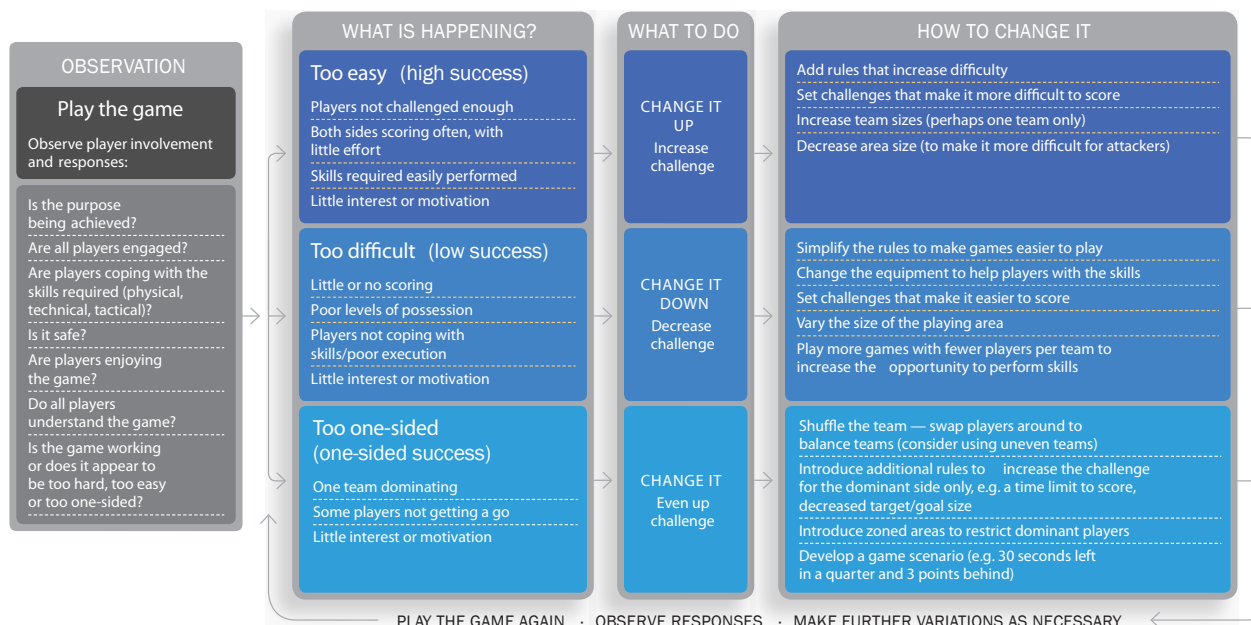 OBSERVATION
Play the game
Observe player involvement
and responses:
Is the purpose
being achieved?
Are all players engaged?
Are players coping with the
skills required (physical,
technical, tactical)?
Is it safe?
Are players enjoying
the game?
Do all players
understand the game?
Is the game working
or does it appear to
be too hard, too easy
or too one-sided?
WHAT IS HAPPENING?
Too easy (high success)
Players not challenged enough
Both sides scoring often, with
little effort
Skills required easily performed
Little interest or motivation
Too difficult (low success)
Little or no scoring
Poor levels of possession
Players not coping with
skills/poor execution
Little interest or motivation
Too one-sided
(one-sided success)
One team dominating
Some players not getting a go
Little interest or motivation
WHAT TO DO
CHANGE IT
UP
Increase
challenge
CHANGE IT
DOWN
Decrease
challenge
CHANGE IT
Even up
challenge
HOW TO CHANGE IT
Add rules that increase difficulty
Set challenges that make it more difficult to score
Increase team sizes (perhaps one team only)
Decrease area size (to make it more difficult for attackers)
Simplify the rules to make games easier to play
Change the equipment to help players with the skills
Set challenges that make it easier to score
Vary the size of the playing area
Play more games with fewer players per team to
increase the opportunity to perform skills
Shuffle the team — swap players around to
balance teams (consider using uneven teams)
Introduce additional rules to increase the challenge
for the dominant side only, e.g. a time limit to score,
decreased target/goal size
Introduce zoned areas to restrict dominant players
Develop a game scenario (e.g. 30 seconds left
in a quarter and 3 points behind)
PLAY THE GAME AGAIN · OBSERVE RESPONSES · MAKE FURTHER VARIATIONS AS NECESSARY